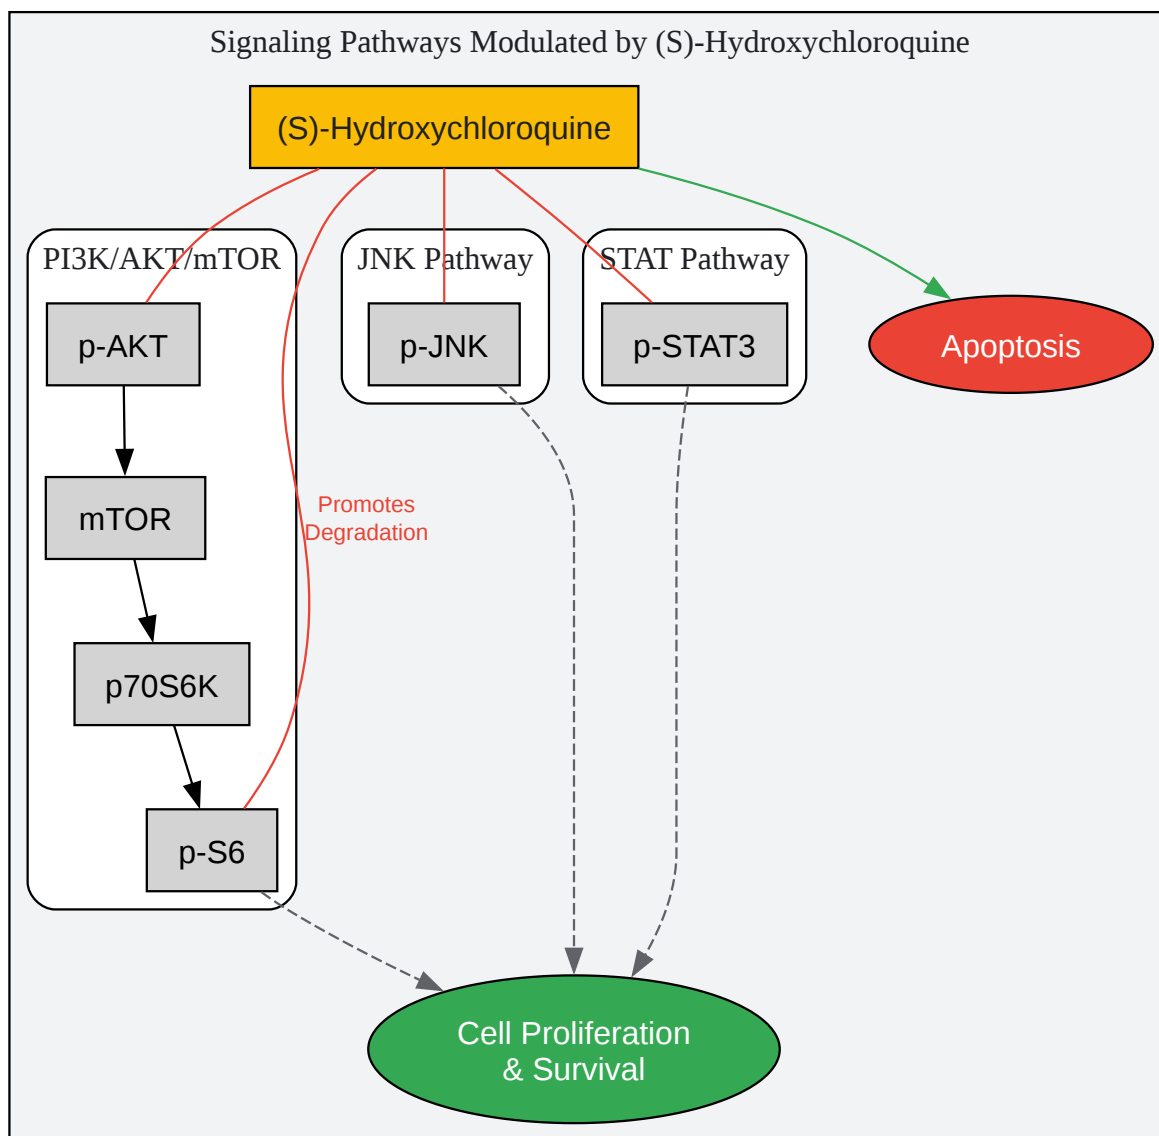 Signaling Pathways Modulated by (S)-Hydroxychloroquine
(S)-Hydroxychloroquine
PI3K/AKT/mTOR
JNK Pathway
STAT Pathway
p-AKT
p-JNK
p-STAT3
Apoptosis
mTOR
Promotes
Degradation
p70S6K
p-S6
Cell Proliferation
& Survival